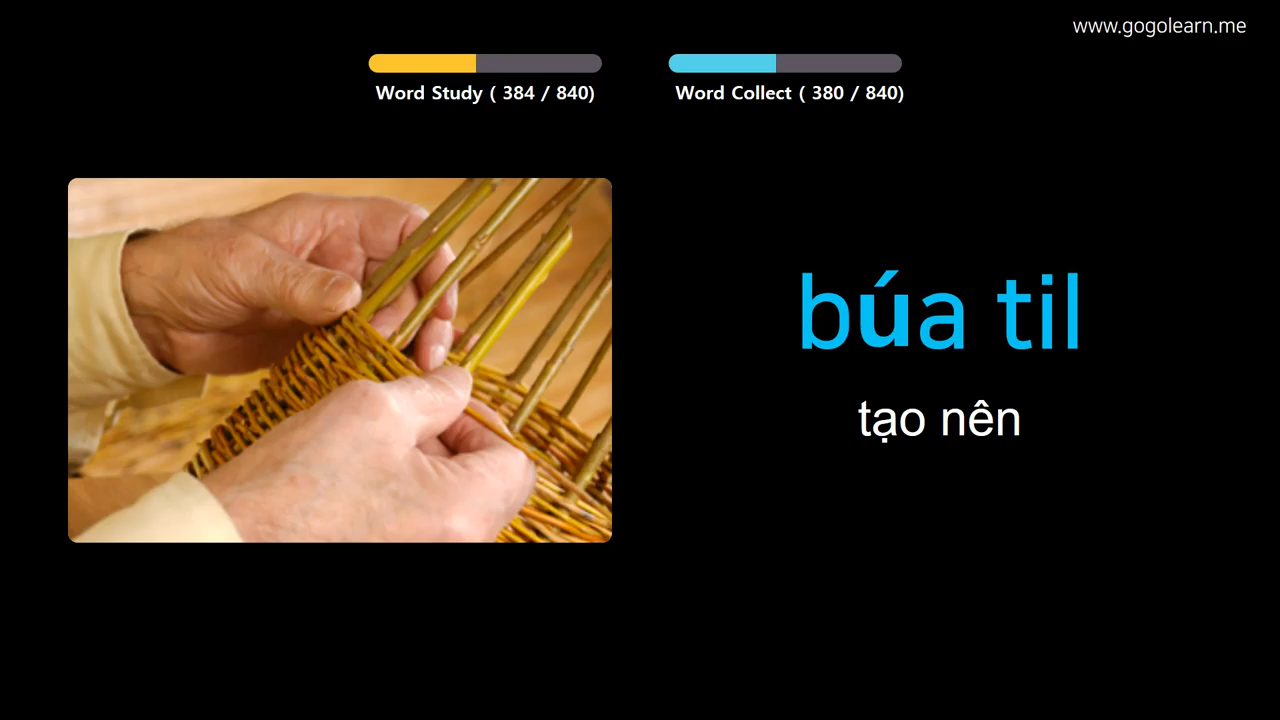 www.gogolearn.me
Word Study ( 384 / 840)
Word Collect ( 380 / 840)
búa til
tạo nên